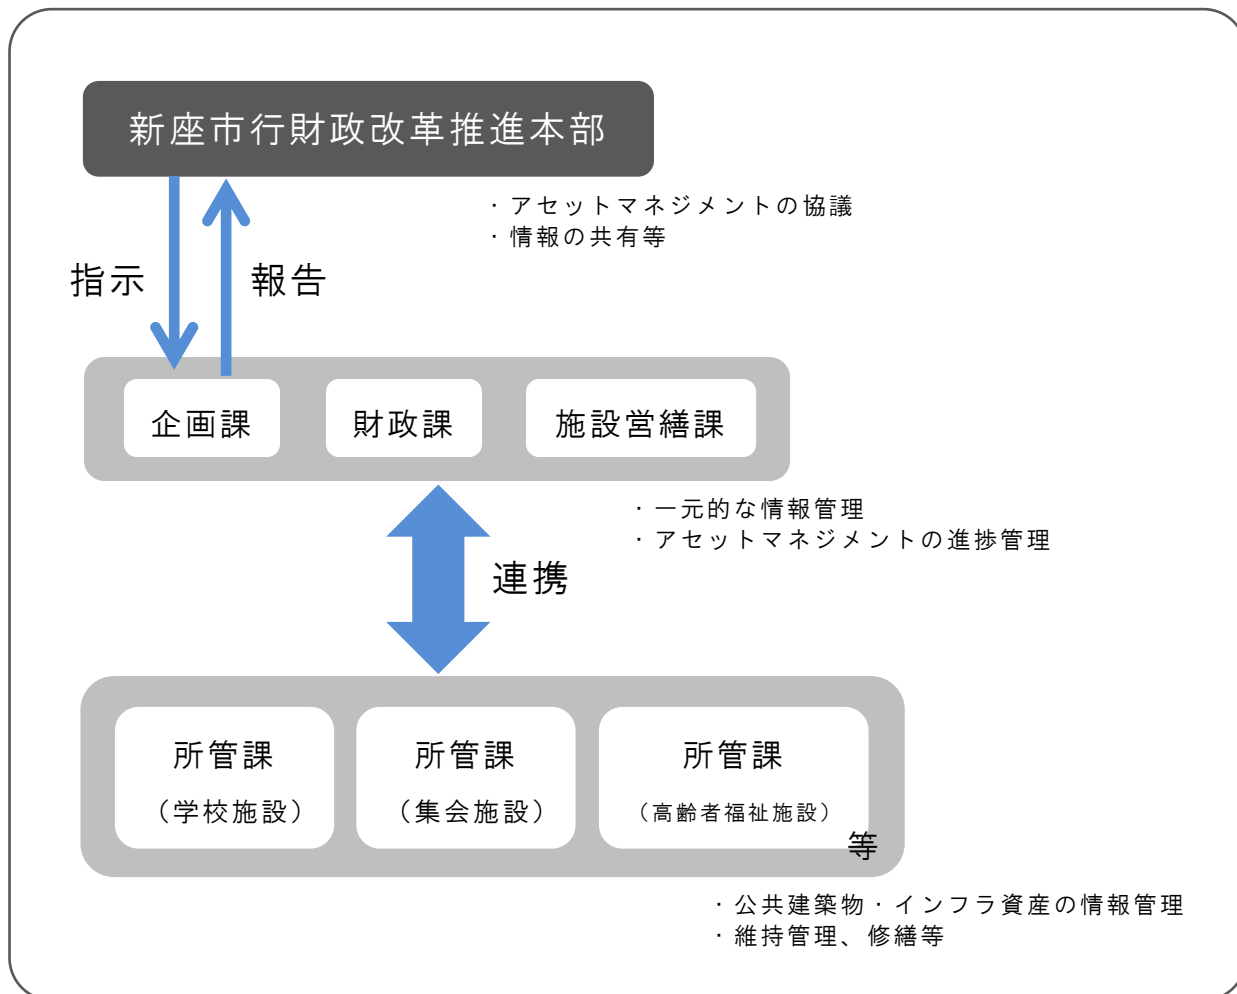 新座市行財政改革推進本部
・アセットマネジメントの協議
・情報の共有等
指示
報告
企画課
財政課
施設営繕課
・一元的な情報管理
・アセットマネジメントの進捗管理
連携
所管課
（学校施設）
所管課
（集会施設）
所管課
（高齢者福祉施設）
等
・公共建築物・インフラ資産の情報管理
・維持管理、修繕等